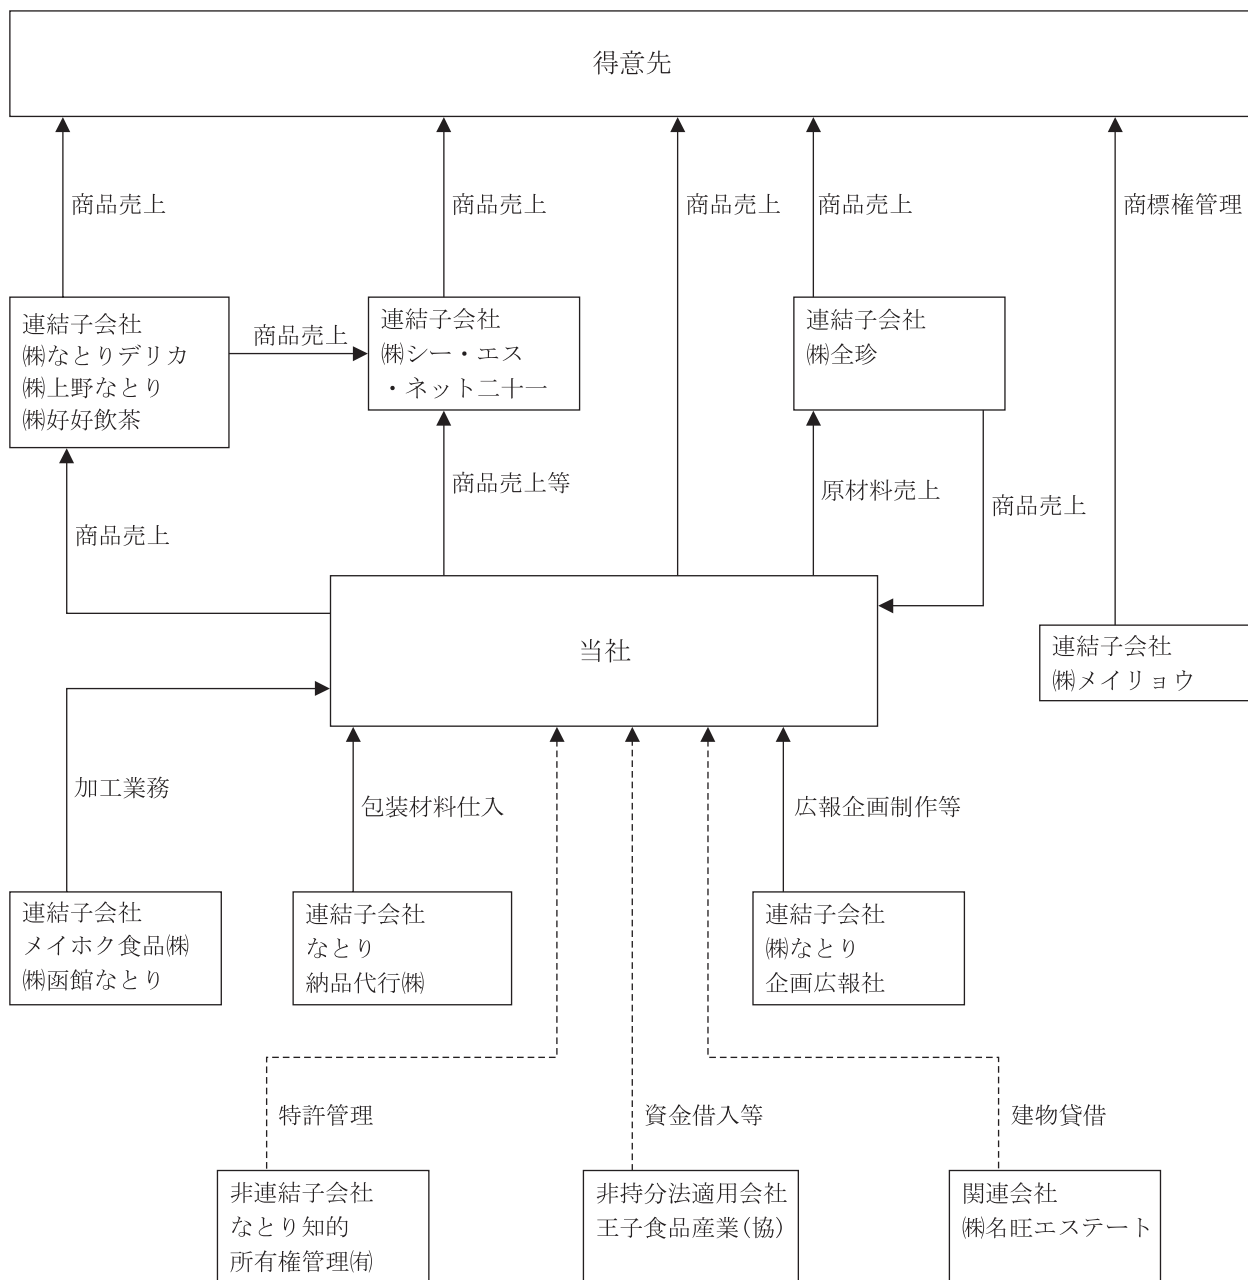 得意先
商品売上
商品売上
商品売上
商品売上
商標権管理
連結子会社
㈱なとりデリカ
㈱上野なとり
㈱好好飲茶
商品売上
連結子会社
㈱シー・エス
・ネット二十一
連結子会社
㈱全珍
商品売上
商品売上等
原材料売上
商品売上
当社
連結子会社
㈱メイリョウ
加工業務
包装材料仕入
広報企画制作等
連結子会社
メイホク食品㈱
㈱函館なとり
連結子会社
なとり
納品代行㈱
連結子会社
㈱なとり
企画広報社
特許管理
資金借入等
建物貸借
非連結子会社
なとり知的
所有権管理㈲
非持分法適用会社
王子食品産業(協)
関連会社
㈱名旺エステート